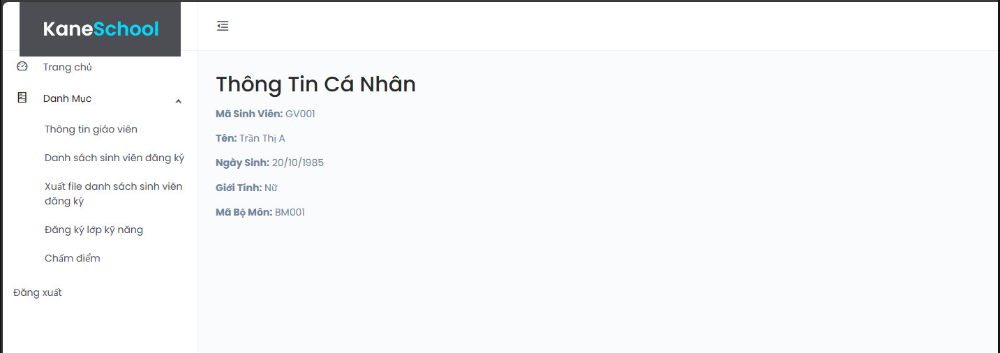 KaneSchool
Trang chủ
Danh Mục
Thông tin giáo viên
Danh sách sinh viên đăng ký
Xuất file danh sách sinh viên
đăng ký
Đăng ký lớp kỹ năng
Chấm điểm
Đăng xuất
Thông Tin Cá Nhân
Mã Sinh Viên: GV001
Tên: Trần Thị A
Ngày Sinh: 20/10/1985
Giới Tính: Nữ
Mã Bộ Môn: BM001